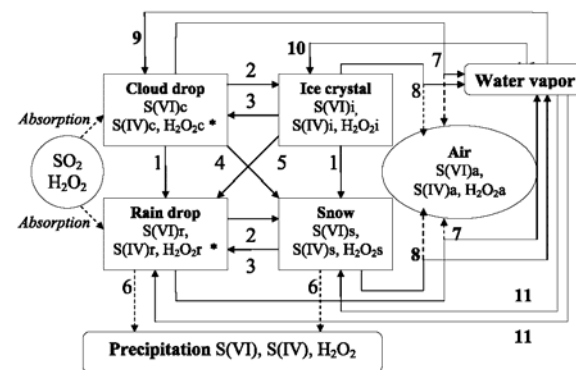 9
10
7
Cloud drop
S(VI)c
S(IV)c, H₂O₂c *
2
3
Ice crystal
S(VI)i,
S(IV)i, H₂O₂i
8
Water vapor
Absorption
SO₂
H₂O₂
Absorption
1
4
5
1
Air
S(VI)a,
S(IV)a, H₂O₂a
Rain drop
S(VI)r,
S(IV)r, H₂O₂r *
2
3
Snow
S(VI)s,
S(IV)s, H₂O₂s
7
8
6
6
11
11
Precipitation S(VI), S(IV), H₂O₂